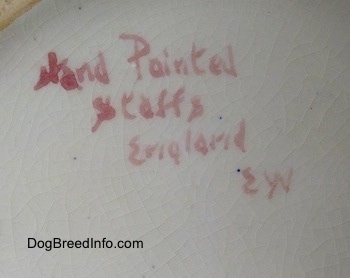 Hand Painted
Staffs
England
EW
DogBreedInfo.com